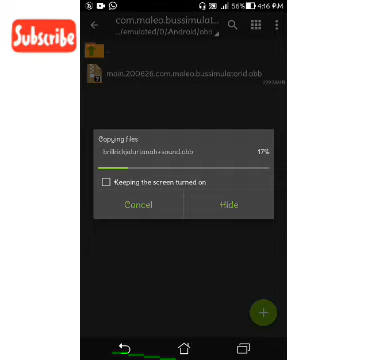 Subscribe
56% 4:16 PM
com.maleo.bussimulat
../emulated/0/Android/obb
main.200626.com.maleo.bussimulatorid.obb
Copying files
17%
Keeping the screen turned on
Cancel
Hide